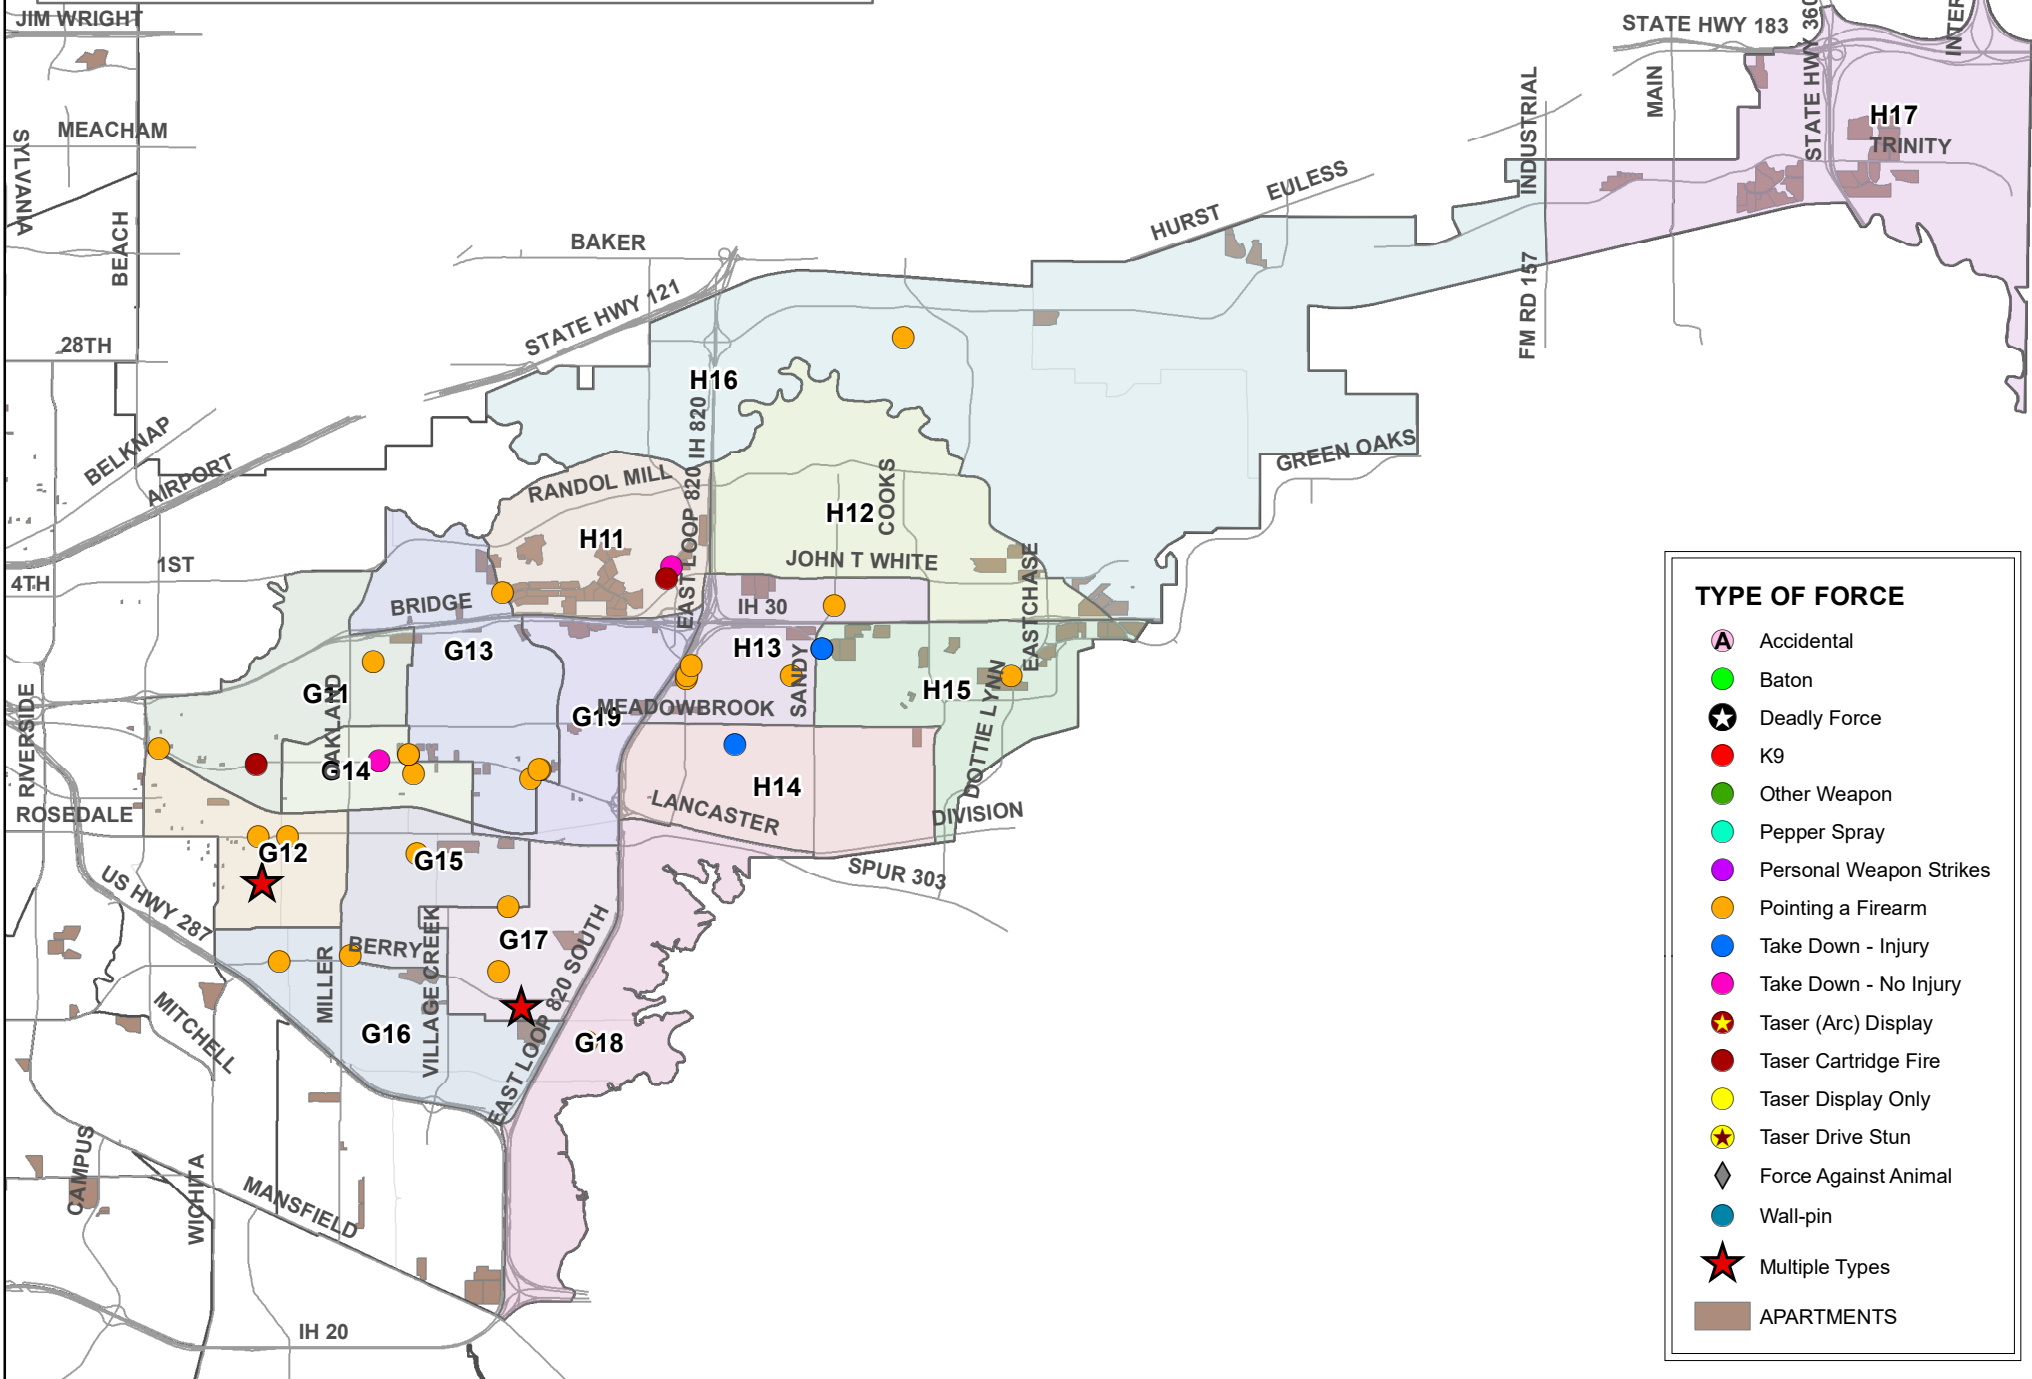 JIM WRIGHT
STATE HWY 183
STATE HWY 360
INTER
MEACHAM
SYLVANIA
BEACH
INDUSTRIAL
MAIN
H17
TRINITY
BAKER
HURST
EULESS
STATE HWY 121
28TH
FM RD 157
H16
IH 820
BELKNAP
AIRPORT
GREEN OAKS
RANDOL MILL
EAST LOOP 820
COOKS
H12
H11
JOHN T WHITE
1ST
4TH
BRIDGE
IH 30
EASTCHASE
G13
H13
SANDY
H15
G11
OAKLAND
RIVERSIDE
G19
MEADOWBROOK
DOTTIE LYNN
G14
H14
LANCASTER
DIVISION
ROSEDALE
G12
G15
SPUR 303
US HWY 287
BERRY
G17
VILLAGE CREEK
MILLER
EAST LOOP 820 SOUTH
MITCHELL
G16
G18
CAMPUS
WICHITA
MANSFIELD
IH 20
TYPE OF FORCE
A Accidental
Baton
Deadly Force
K9
Other Weapon
Pepper Spray
Personal Weapon Strikes
Pointing a Firearm
Take Down - Injury
Take Down - No Injury
Taser (Arc) Display
Taser Cartridge Fire
Taser Display Only
Taser Drive Stun
Force Against Animal
Wall-pin
Multiple Types
APARTMENTS